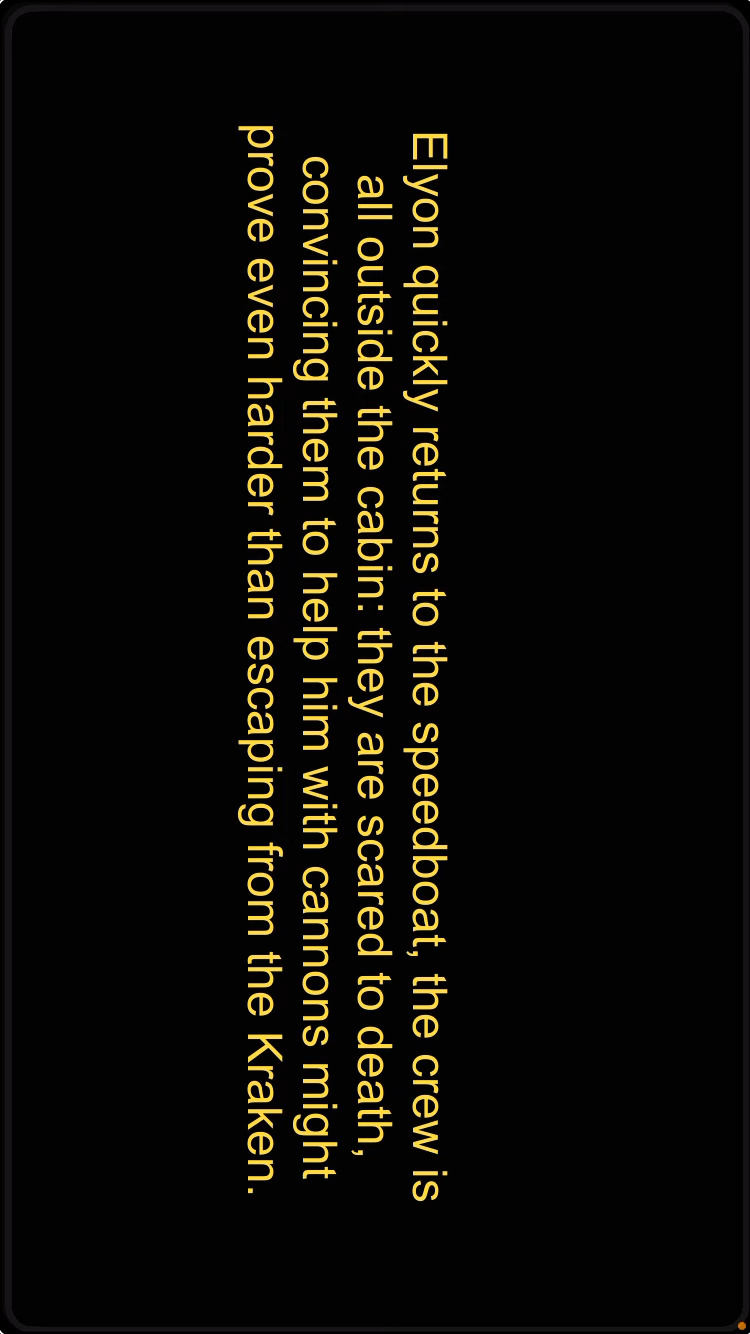 Elyon quickly returns to the speedboat, the crew is
all outside the cabin: they are scared to death,
convincing them to help him with cannons might
prove even harder than escaping from the Kraken.